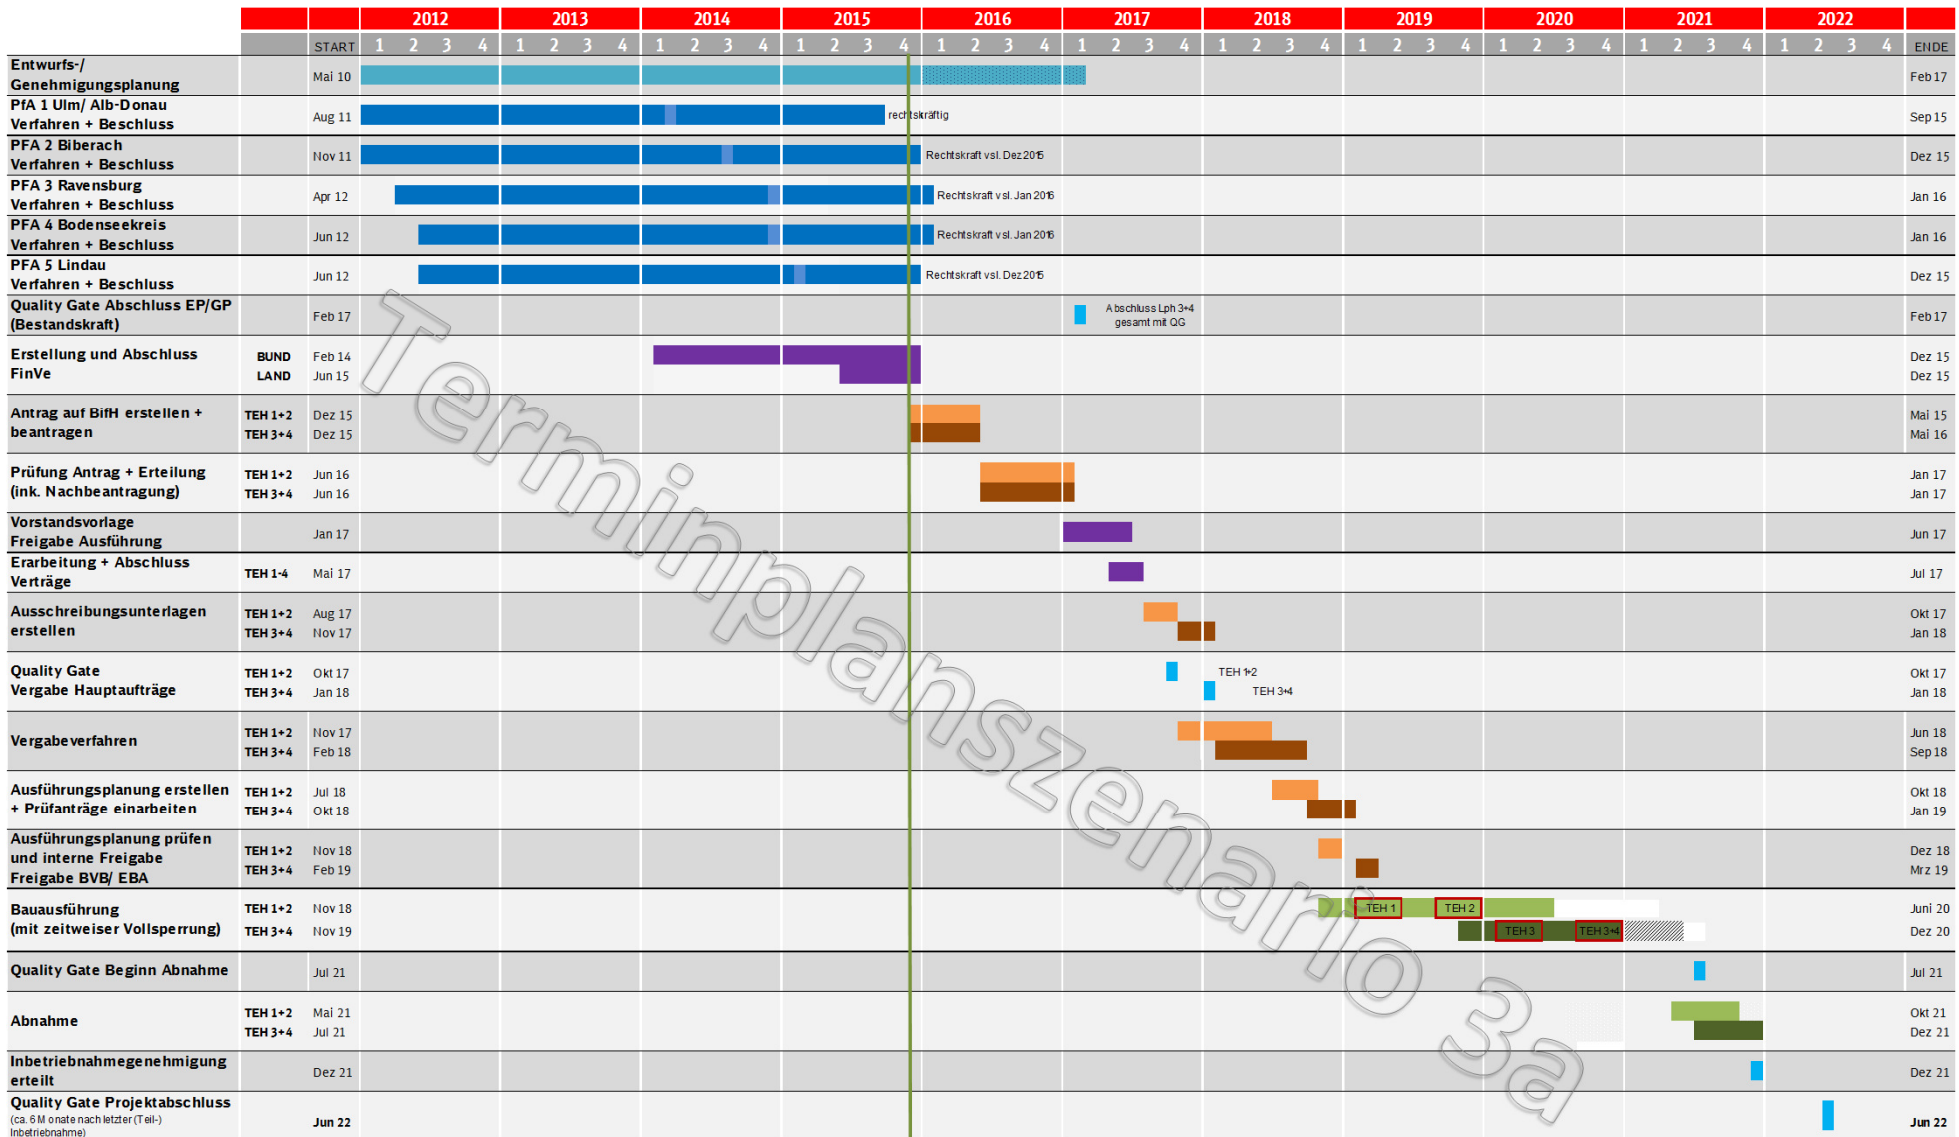 2012 2013 2014 2015 2016 2017 2018 2019 2020 2021 2022
START 1 2 3 4 1 2 3 4 1 2 3 4 1 2 3 4 1 2 3 4 1 2 3 4 1 2 3 4 1 2 3 4 1 2 3 4 1 2 3 4 1 2 3 4 ENDE
Entwurfs-/
Genehmigungsplanung
Mai 10 Feb 17
PfA 1 Ulm/ Alb-Donau
Verfahren + Beschluss
Aug 11 rechtskräftig Sep 15
PFA 2 Biberach
Verfahren + Beschluss
Nov 11 Rechtskraft vsl. Dez 2015 Dez 15
PFA 3 Ravensburg
Verfahren + Beschluss
Apr 12 Rechtskraft vsl. Jan 2016 Jan 16
PFA 4 Bodenseekreis
Verfahren + Beschluss
Jun 12 Rechtskraft vsl. Jan 2016 Jan 16
PFA 5 Lindau
Verfahren + Beschluss
Jun 12 Rechtskraft vsl. Dez 2015 Dez 15
Quality Gate Abschluss EP/GP
(Bestandskraft)
Feb 17 Abschluss Lph 3+4
gesamt mit QG
Feb 17
Erstellung und Abschluss
FinVe
BUND Feb 14 Dez 15
LAND Jun 15 Dez 15
Antrag auf BifH erstellen +
beantragen
TEH 1+2 Dez 15 Mai 15
TEH 3+4 Dez 15 Mai 16
Prüfung Antrag + Erteilung
(ink. Nachbeantragung)
TEH 1+2 Jun 16 Jan 17
TEH 3+4 Jun 16 Jan 17
Vorstandsvorlage
Freigabe Ausführung
Jan 17 Jun 17
Erarbeitung + Abschluss
Verträge
TEH 1-4 Mai 17 Jul 17
Ausschreibungsunterlagen
erstellen
TEH 1+2 Aug 17 Okt 17
TEH 3+4 Nov 17 Jan 18
Quality Gate
Vergabe Hauptaufträge
TEH 1+2 Okt 17 TEH 1+2 Okt 17
TEH 3+4 Jan 18 TEH 3+4 Jan 18
Vergabeverfahren
TEH 1+2 Nov 17 Jun 18
TEH 3+4 Feb 18 Sep 18
Ausführungsplanung erstellen
+ Prüfanträge einarbeiten
TEH 1+2 Jul 18 Okt 18
TEH 3+4 Okt 18 Jan 19
Ausführungsplanung prüfen
und interne Freigabe
Freigabe BVB/ EBA
TEH 1+2 Nov 18 Dez 18
TEH 3+4 Feb 19 Mrz 19
Bauausführung
(mit zeitweiser Vollsperrung)
TEH 1+2 Nov 18 TEH 1 TEH 2 Juni 20
TEH 3+4 Nov 19 TEH 3 TEH 3+4 Dez 20
Quality Gate Beginn Abnahme
Jul 21 Jul 21
Abnahme
TEH 1+2 Mai 21 Okt 21
TEH 3+4 Jul 21 Dez 21
Inbetriebnahmegenehmigung
erteilt
Dez 21 Dez 21
Quality Gate Projektabschluss
(ca. 6 Monate nach letzter (Teil-)
Inbetriebnahme)
Jun 22 Jun 22
Terminplanszenario 3a